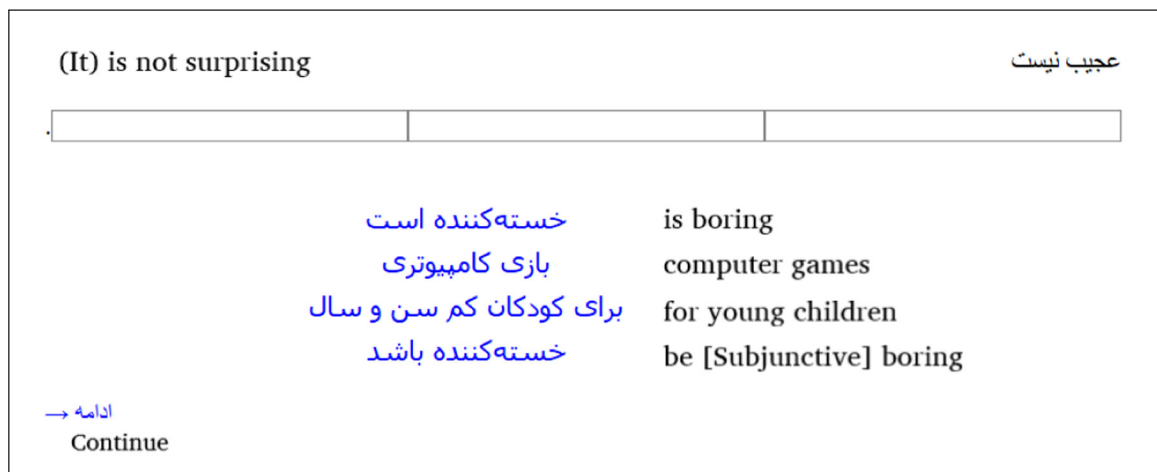 (It) is not surprising عجیب نیست
.
خسته‌کننده است is boring
بازی کامپیوتری computer games
برای کودکان کم سن و سال for young children
خسته‌کننده باشد be [Subjunctive] boring
ادامه →
Continue